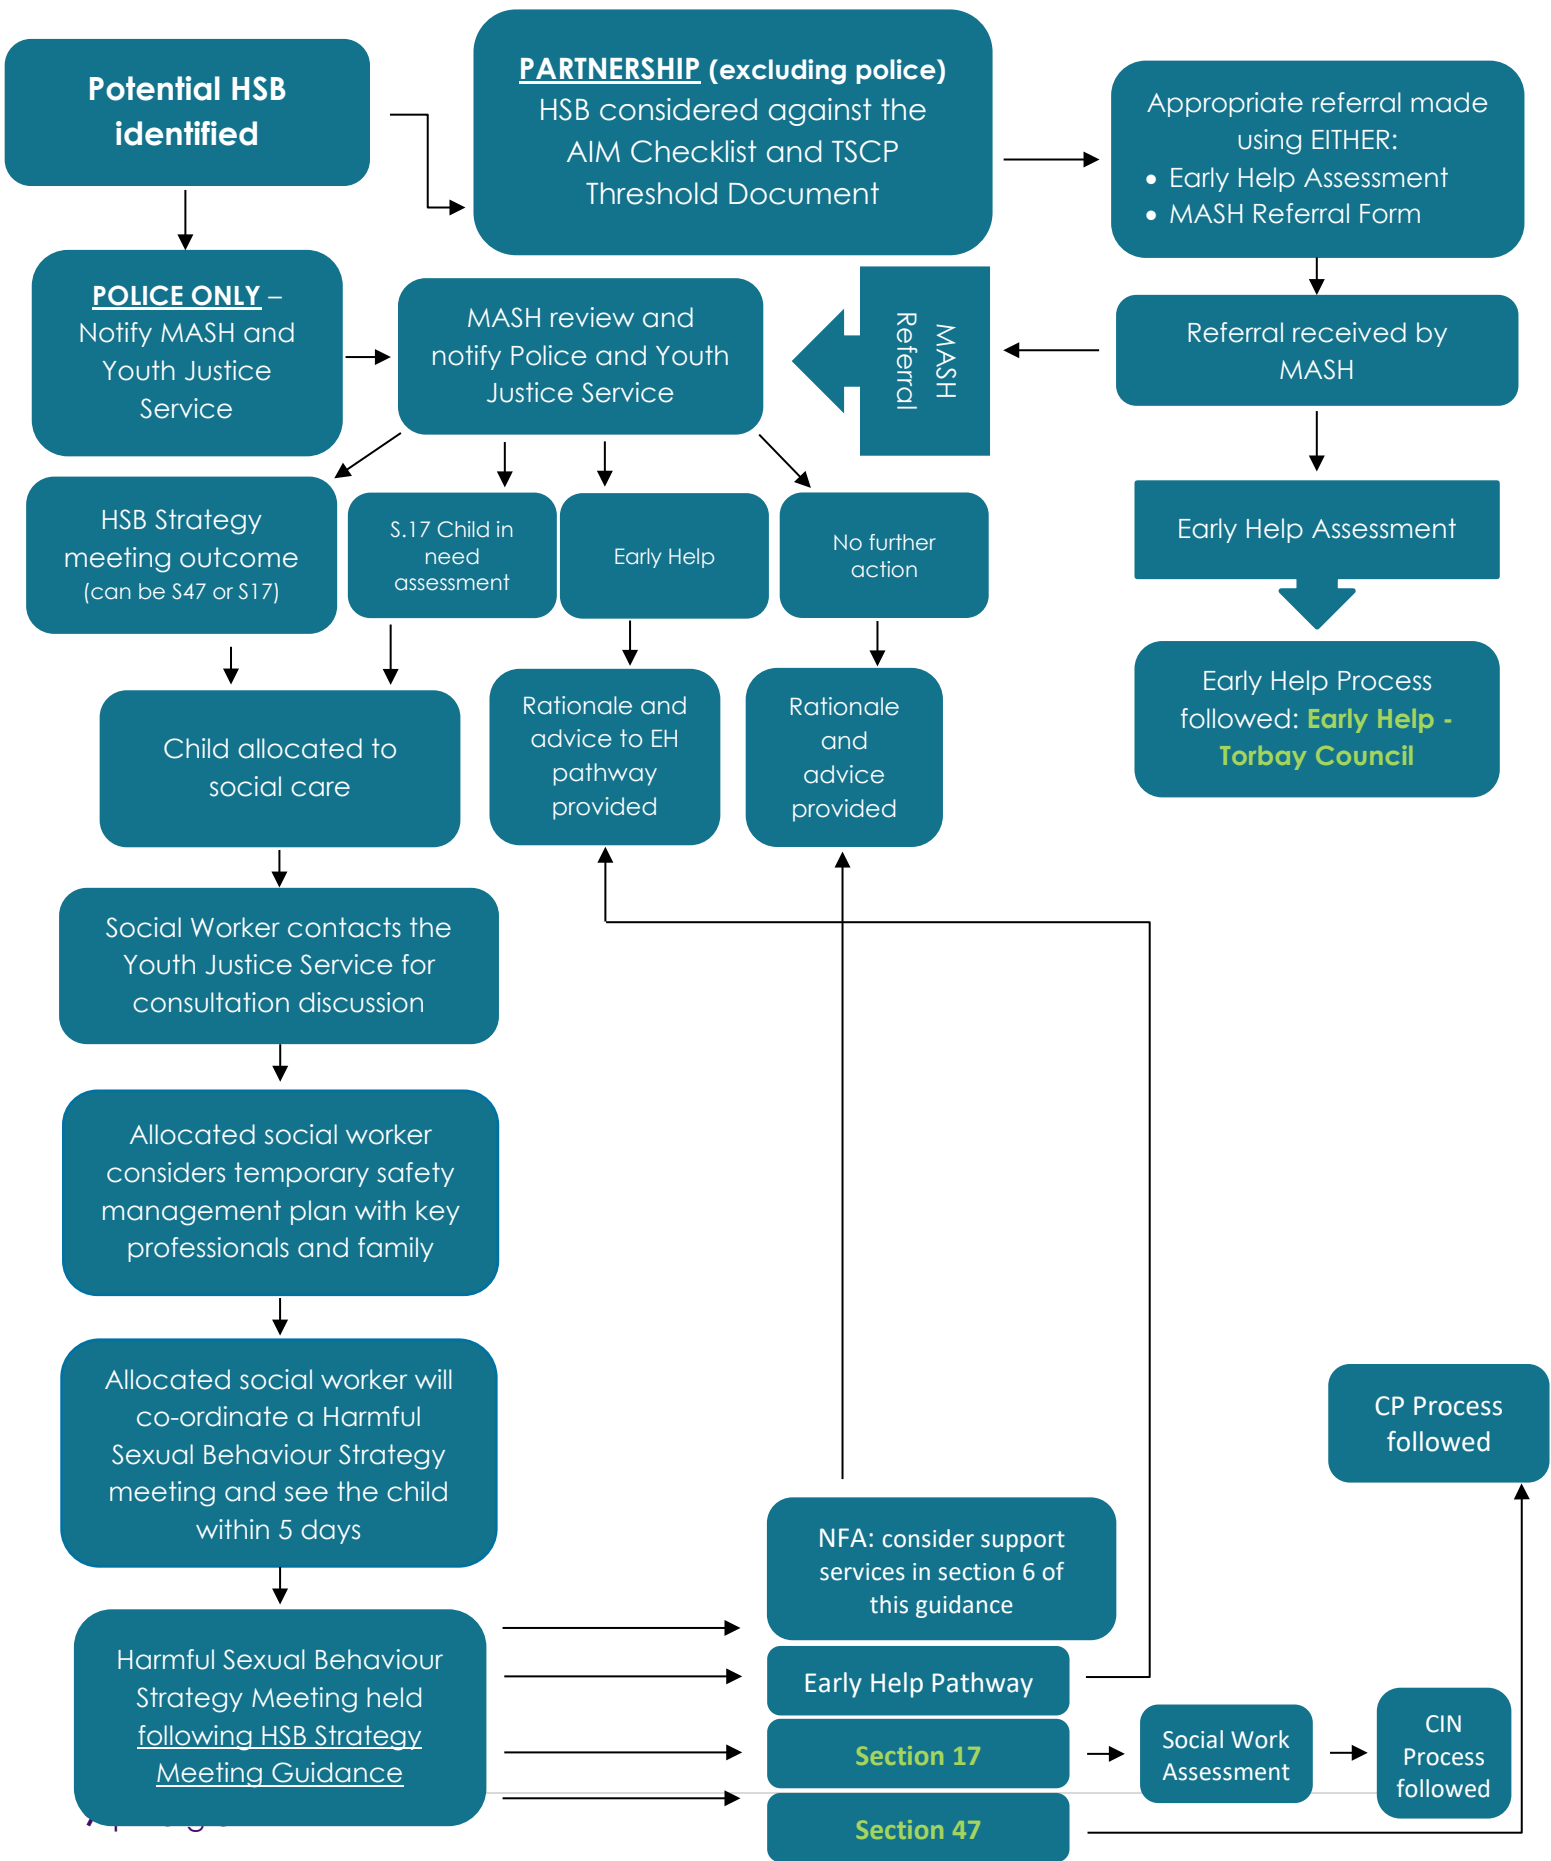 Potential HSB
identified
PARTNERSHIP (excluding police)
HSB considered against the
AIM Checklist and TSCP
Threshold Document
Appropriate referral made
using EITHER:
• Early Help Assessment
• MASH Referral Form
POLICE ONLY –
Notify MASH and
Youth Justice
Service
MASH review and
notify Police and Youth
Justice Service
MASH
Referral
Referral received by
MASH
HSB Strategy
meeting outcome
(can be S47 or S17)
S.17 Child in
need
assessment
Early Help
No further
action
Early Help Assessment
Child allocated to
social care
Rationale and
advice to EH
pathway
provided
Rationale
and
advice
provided
Early Help Process
followed: Early Help -
Torbay Council
Social Worker contacts the
Youth Justice Service for
consultation discussion
Allocated social worker
considers temporary safety
management plan with key
professionals and family
Allocated social worker will
co-ordinate a Harmful
Sexual Behaviour Strategy
meeting and see the child
within 5 days
CP Process
followed
NFA: consider support
services in section 6 of
this guidance
Harmful Sexual Behaviour
Strategy Meeting held
following HSB Strategy
Meeting Guidance
Early Help Pathway
Section 17
Social Work
Assessment
CIN
Process
followed
Section 47